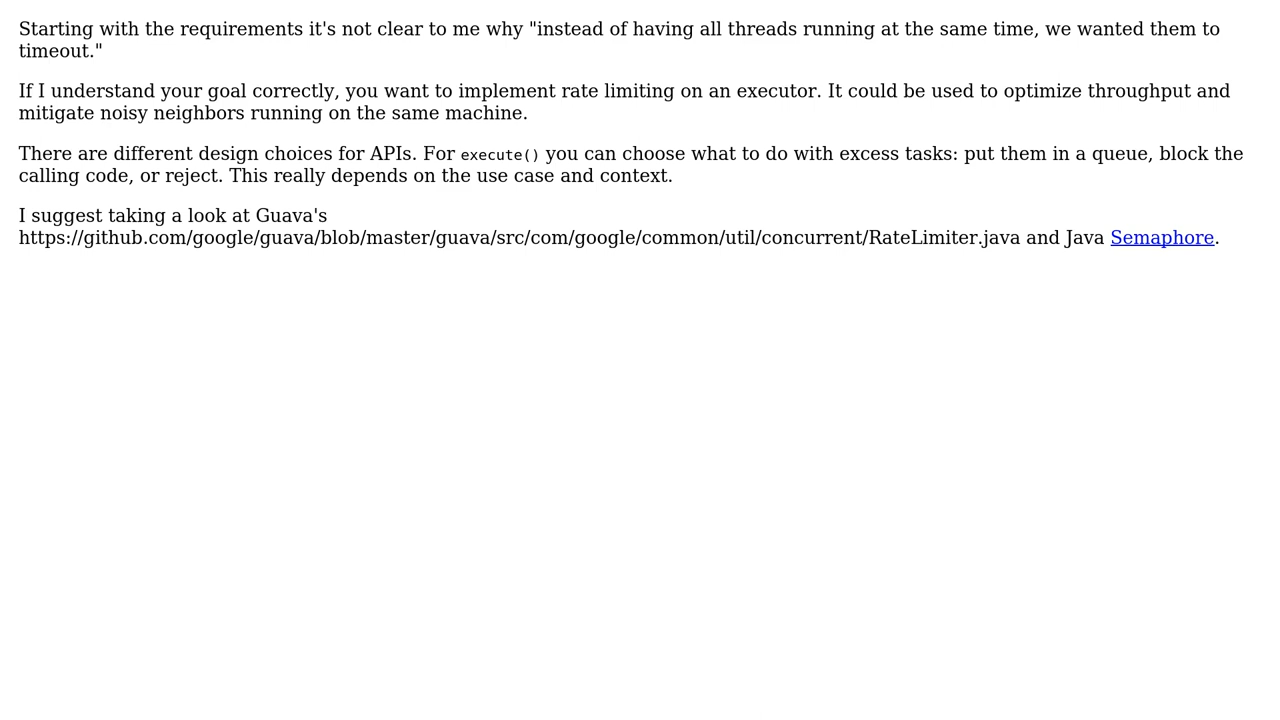 Starting with the requirements it's not clear to me why "instead of having all threads running at the same time, we wanted them to
timeout."
If I understand your goal correctly, you want to implement rate limiting on an executor. It could be used to optimize throughput and
mitigate noisy neighbors running on the same machine.
There are different design choices for APIs. For execute() you can choose what to do with excess tasks: put them in a queue, block the
calling code, or reject. This really depends on the use case and context.
I suggest taking a look at Guava's
https://github.com/google/guava/blob/master/guava/src/com/google/common/util/concurrent/RateLimiter.java and Java Semaphore.